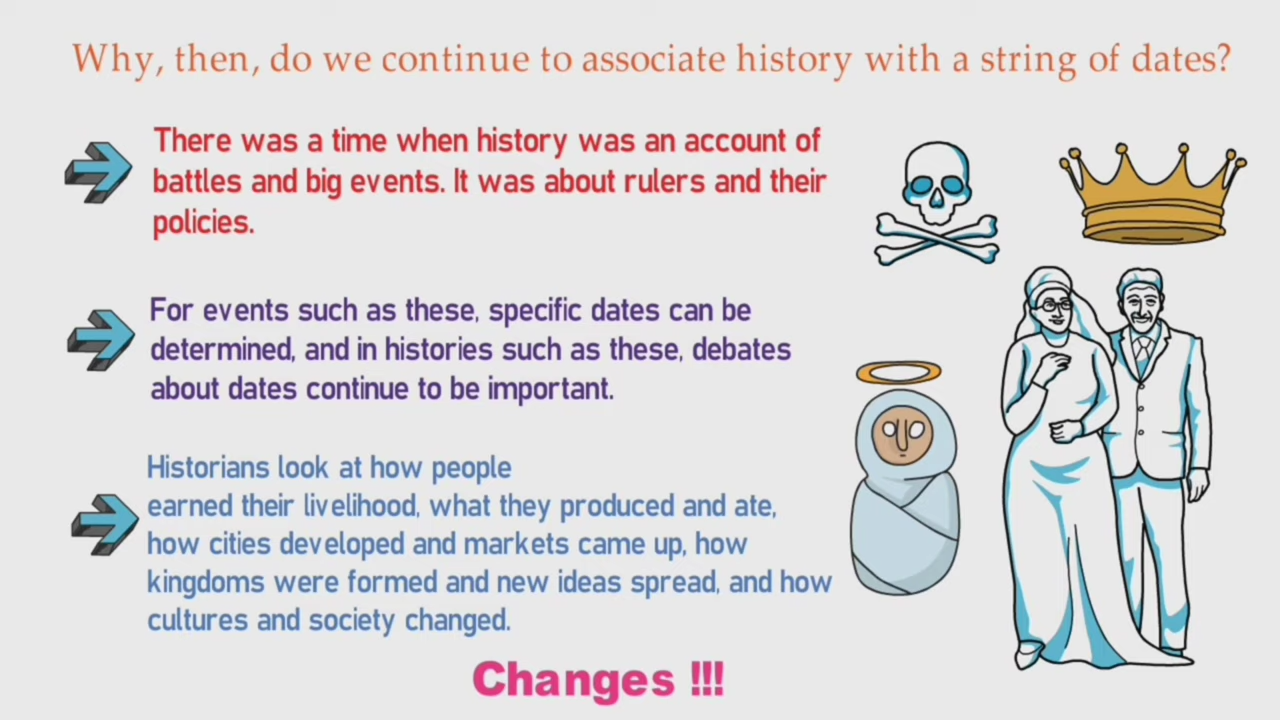 Why, then, do we continue to associate history with a string of dates?
There was a time when history was an account of
battles and big events. It was about rulers and their
policies.
For events such as these, specific dates can be
determined, and in histories such as these, debates
about dates continue to be important.
Historians look at how people
earned their livelihood, what they produced and ate,
how cities developed and markets came up, how
kingdoms were formed and new ideas spread, and how
cultures and society changed.
Changes !!!